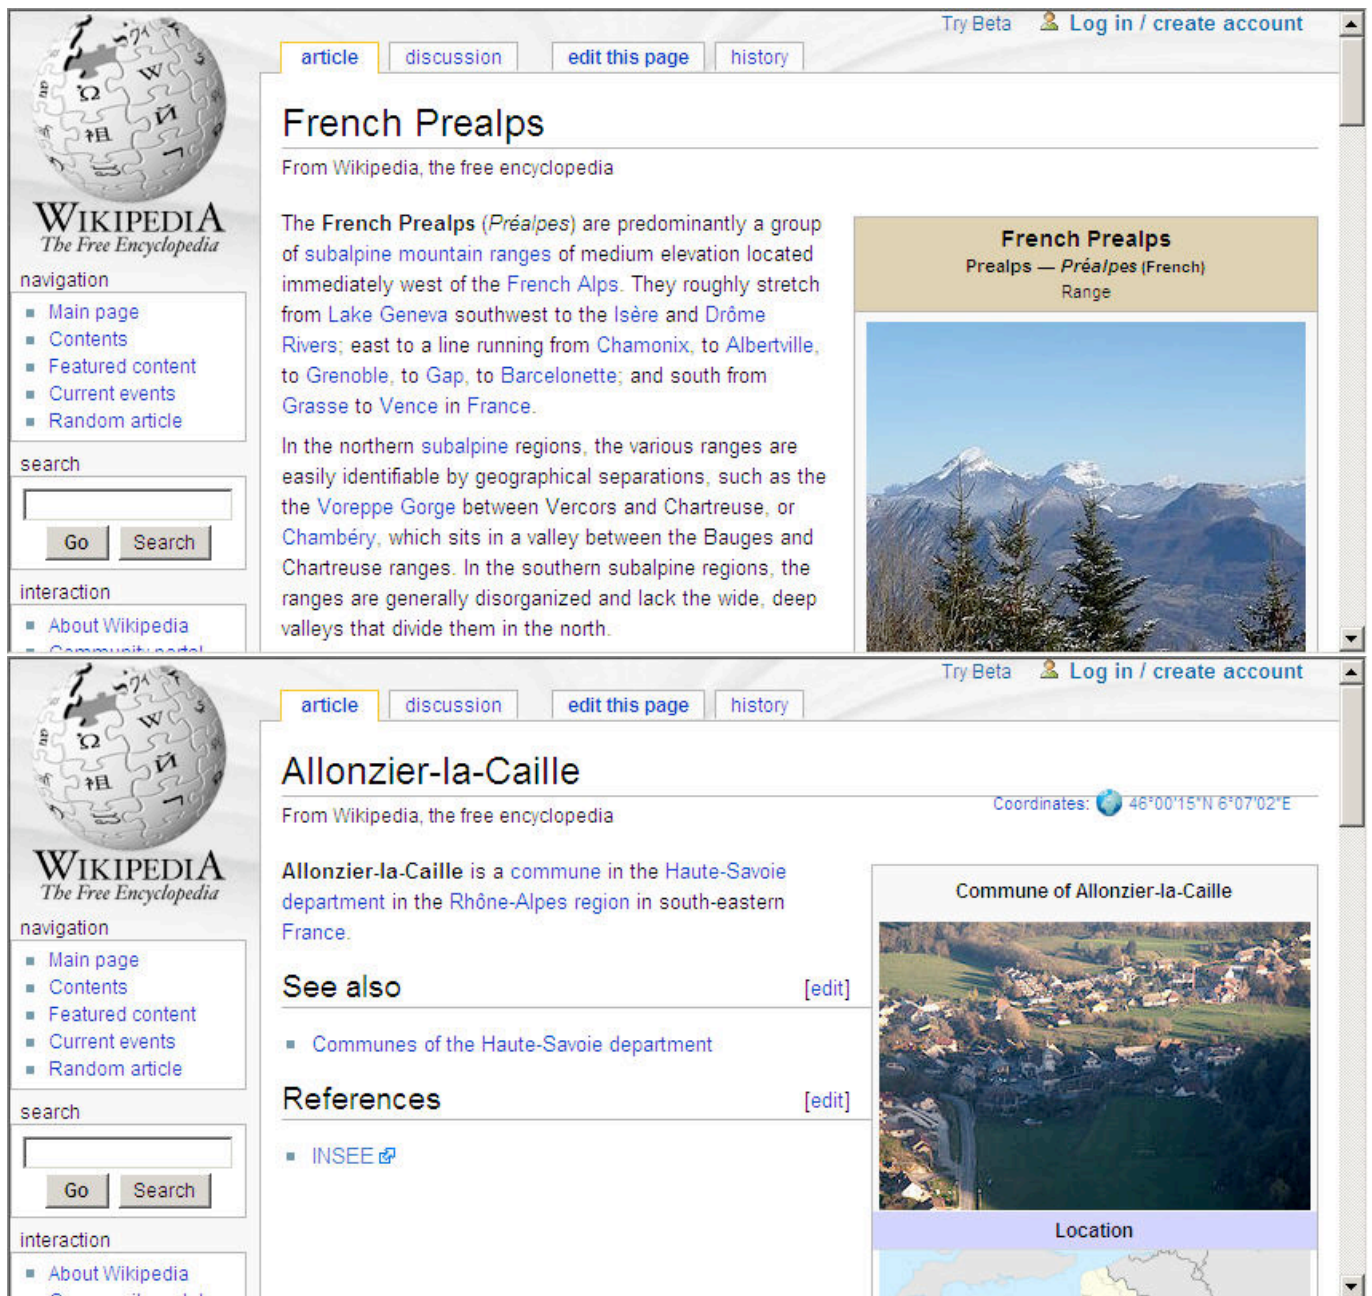 Try Beta Log in / create account
article discussion edit this page history
WIKIPEDIA
The Free Encyclopedia
navigation
Main page
Contents
Featured content
Current events
Random article
search
Go Search
interaction
About Wikipedia
Community portal
French Prealps
From Wikipedia, the free encyclopedia
The French Prealps (Préalpes) are predominantly a group
of subalpine mountain ranges of medium elevation located
immediately west of the French Alps. They roughly stretch
from Lake Geneva southwest to the Isère and Drôme
Rivers; east to a line running from Chamonix, to Albertville,
to Grenoble, to Gap, to Barcelonette; and south from
Grasse to Vence in France.
In the northern subalpine regions, the various ranges are
easily identifiable by geographical separations, such as the
the Voreppe Gorge between Vercors and Chartreuse, or
Chambéry, which sits in a valley between the Bauges and
Chartreuse ranges. In the southern subalpine regions, the
ranges are generally disorganized and lack the wide, deep
valleys that divide them in the north.
French Prealps
Prealps — Préalpes (French)
Range
Try Beta Log in / create account
article discussion edit this page history
WIKIPEDIA
The Free Encyclopedia
navigation
Main page
Contents
Featured content
Current events
Random article
search
Go Search
interaction
About Wikipedia
Allonzier-la-Caille
Coordinates: 46°00'15"N 6°07'02"E
From Wikipedia, the free encyclopedia
Allonzier-la-Caille is a commune in the Haute-Savoie
department in the Rhône-Alpes region in south-eastern
France.
See also [edit]
Communes of the Haute-Savoie department
References [edit]
INSEE
Commune of Allonzier-la-Caille
Location